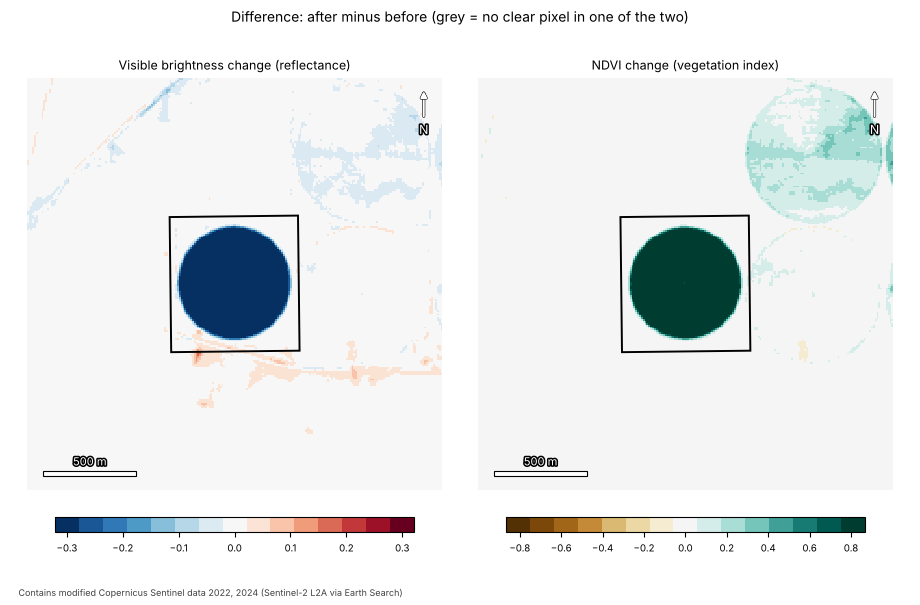 Difference: after minus before (grey = no clear pixel in one of the two)
Visible brightness change (reflectance)
NDVI change (vegetation index)
N
N
500 m
500 m
−0.3 −0.2 −0.1 0.0 0.1 0.2 0.3
−0.8 −0.6 −0.4 −0.2 0.0 0.2 0.4 0.6 0.8
Contains modified Copernicus Sentinel data 2022, 2024 (Sentinel-2 L2A via Earth Search)